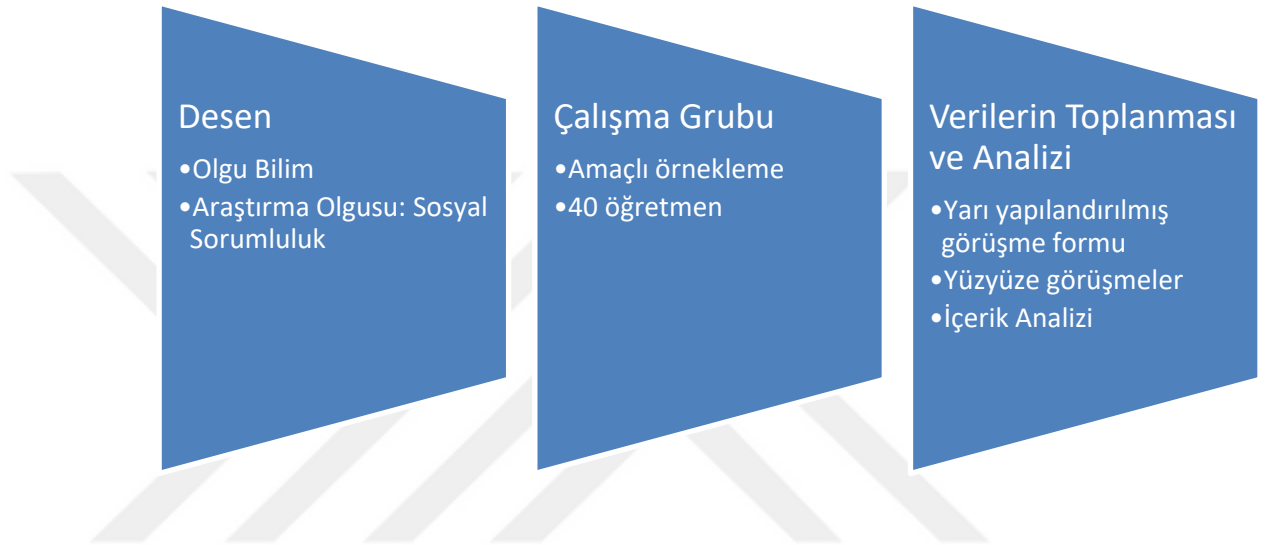 Desen
•Olgu Bilim
•Araştırma Olgusu: Sosyal
Sorumluluk
Çalışma Grubu
•Amaçlı örnekleme
•40 öğretmen
Verilerin Toplanması
ve Analizi
•Yarı yapılandırılmış
görüşme formu
•Yüzyüze görüşmeler
•İçerik Analizi